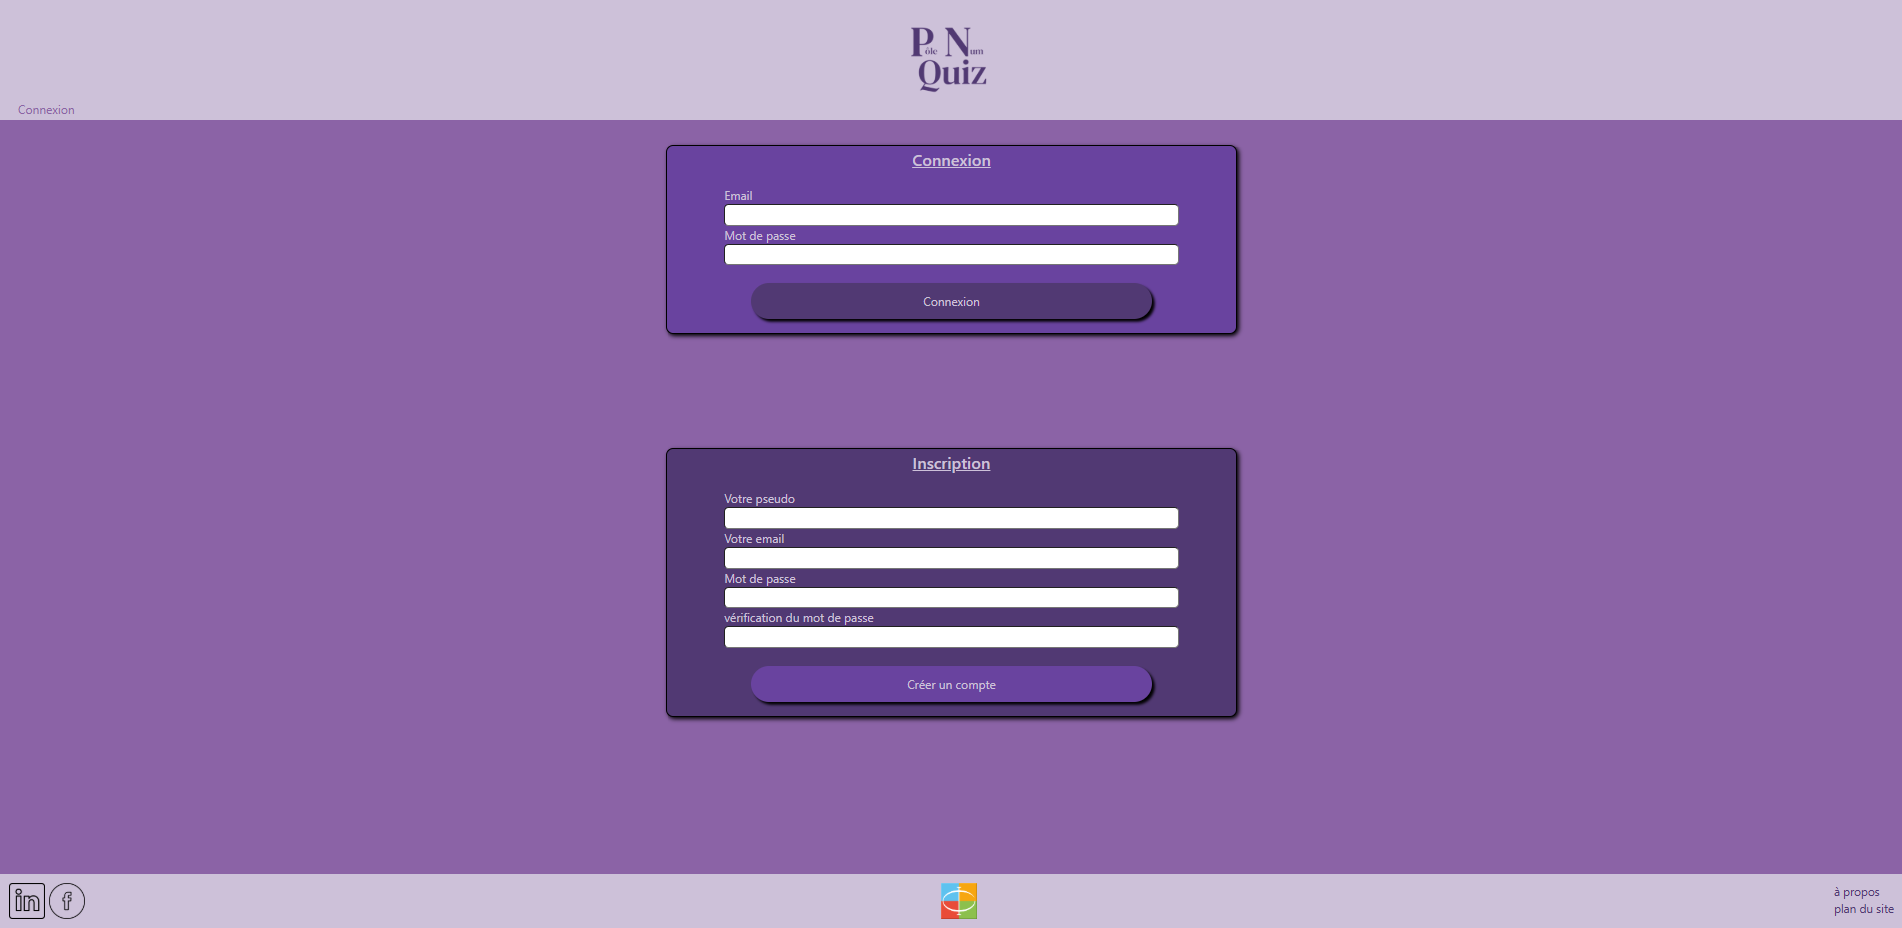 Pôle Num
Quiz
Connexion
Connexion
Email
Mot de passe
Connexion
Inscription
Votre pseudo
Votre email
Mot de passe
vérification du mot de passe
Créer un compte
in f
à propos
plan du site